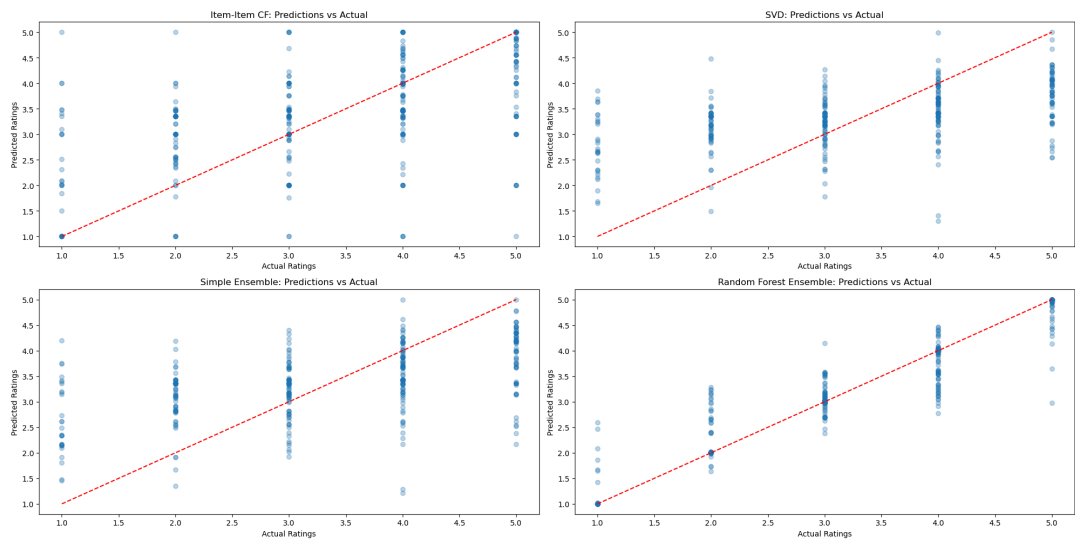 Item-Item CF: Predictions vs Actual
Predicted Ratings
5.0
4.5
4.0
3.5
3.0
2.5
2.0
1.5
1.0
1.0 1.5 2.0 2.5 3.0 3.5 4.0 4.5 5.0
Actual Ratings
SVD: Predictions vs Actual
Predicted Ratings
5.0
4.5
4.0
3.5
3.0
2.5
2.0
1.5
1.0
1.0 1.5 2.0 2.5 3.0 3.5 4.0 4.5 5.0
Actual Ratings
Simple Ensemble: Predictions vs Actual
Predicted Ratings
5.0
4.5
4.0
3.5
3.0
2.5
2.0
1.5
1.0
1.0 1.5 2.0 2.5 3.0 3.5 4.0 4.5 5.0
Actual Ratings
Random Forest Ensemble: Predictions vs Actual
Predicted Ratings
5.0
4.5
4.0
3.5
3.0
2.5
2.0
1.5
1.0
1.0 1.5 2.0 2.5 3.0 3.5 4.0 4.5 5.0
Actual Ratings